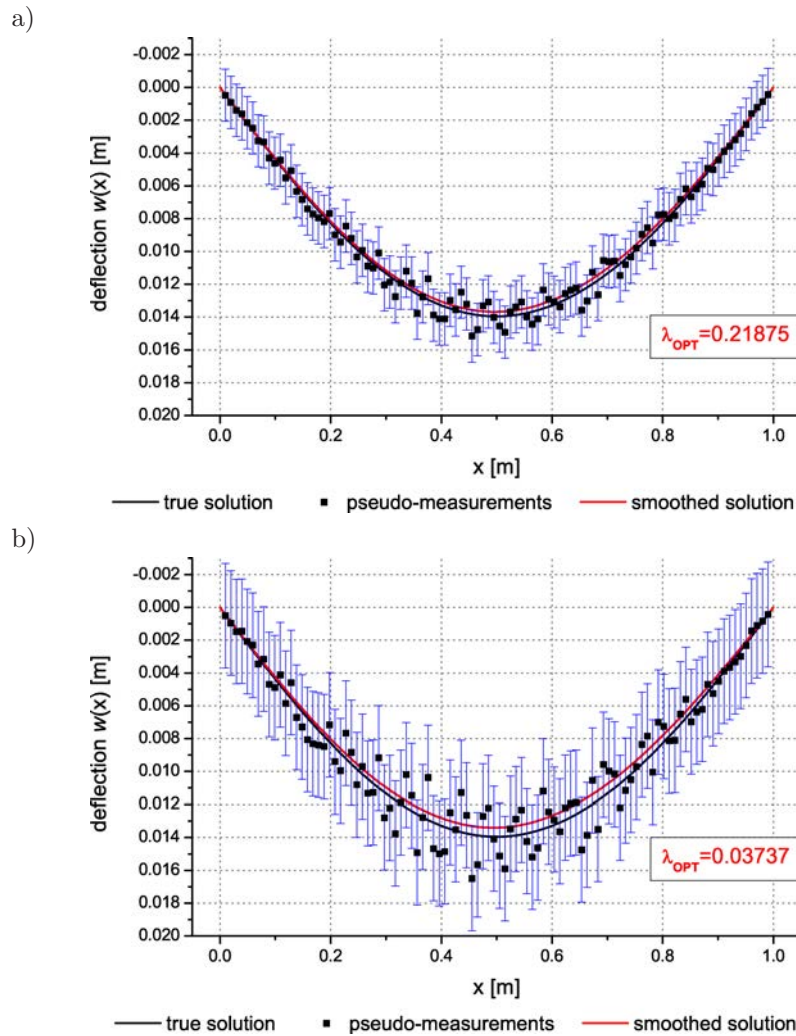 a)
-0.002
0.000
0.002
0.004
0.006
0.008
0.010
0.012
0.014
0.016
0.018
0.020
deflection w(x) [m]
λOPT=0.21875
0.0 0.2 0.4 0.6 0.8 1.0
x [m]
true solution pseudo-measurements smoothed solution
b)
-0.002
0.000
0.002
0.004
0.006
0.008
0.010
0.012
0.014
0.016
0.018
0.020
deflection w(x) [m]
λOPT=0.03737
0.0 0.2 0.4 0.6 0.8 1.0
x [m]
true solution pseudo-measurements smoothed solution